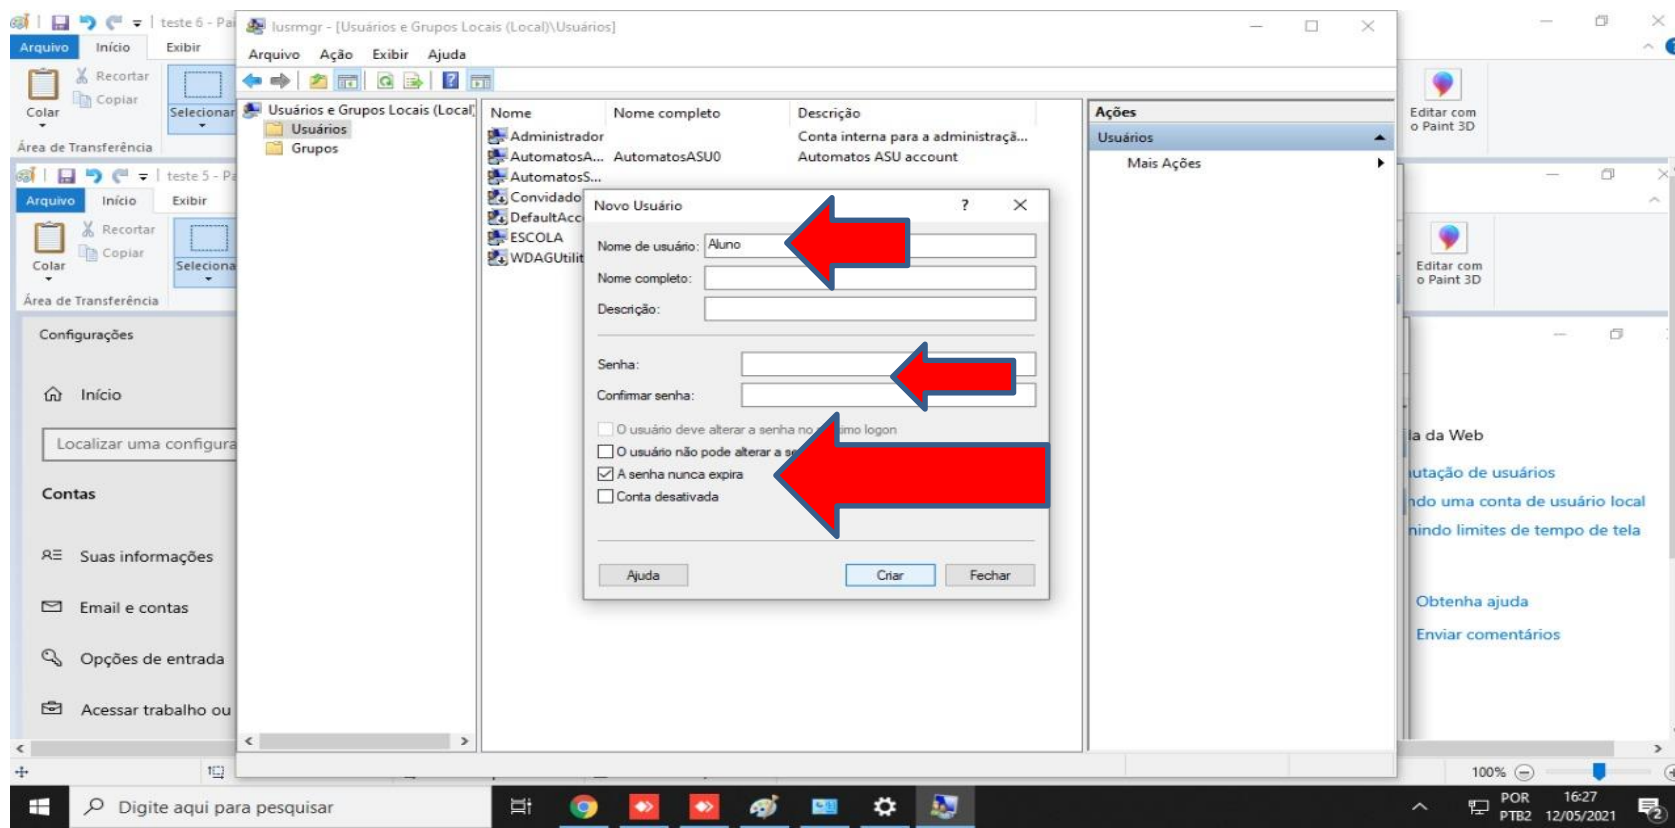 teste 6 - Pai
Arquivo Início Exibir
Recortar
Copiar
Colar
Selecionar
Área de Transferência
teste 5 - Pa
Arquivo Início Exibir
Recortar
Copiar
Colar
Seleciona
Área de Transferência
Configurações
Início
Localizar uma configura
Contas
Suas informações
Email e contas
Opções de entrada
Acessar trabalho ou
lusrmgr - [Usuários e Grupos Locais (Local)\Usuários]
Arquivo Ação Exibir Ajuda
Usuários e Grupos Locais (Local)
Usuários
Grupos
Nome Nome completo Descrição
Administrador Conta interna para a administraçã...
AutomatosA... AutomatosASU0 Automatos ASU account
AutomatosS...
Convidado
DefaultAcc
ESCOLA
WDAGUtilit
Novo Usuário ?
Nome de usuário: Aluno
Nome completo:
Descrição:
Senha:
Confirmar senha:
O usuário deve alterar a senha no logon
O usuário não pode alterar a se
A senha nunca expira
Conta desativada
Ajuda Criar Fechar
Ações
Usuários
Mais Ações
Editar com
o Paint 3D
Editar com
o Paint 3D
la da Web
utação de usuários
ndo uma conta de usuário local
nindo limites de tempo de tela
Obtenha ajuda
Enviar comentários
100%
Digite aqui para pesquisar
POR 16:27
PTB2 12/05/2021
2